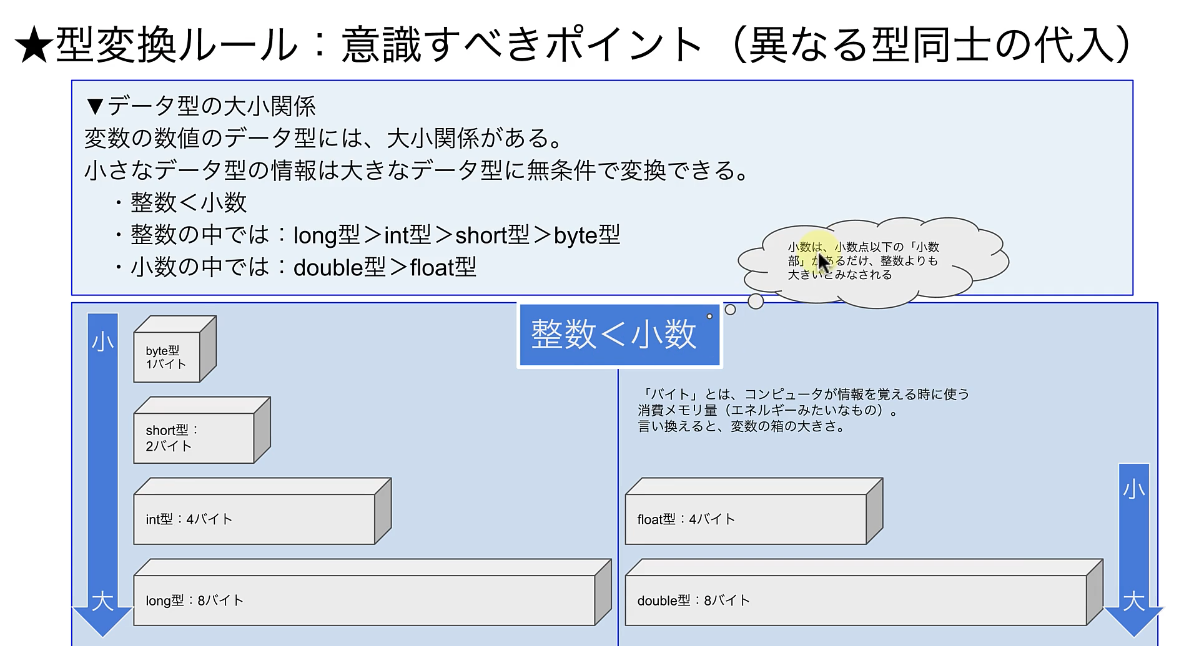 ★型変換ルール：意識すべきポイント（異なる型同士の代入）
▼データ型の大小関係
変数の数値のデータ型には、大小関係がある。
小さなデータ型の情報は大きなデータ型に無条件で変換できる。
・整数＜小数
・整数の中では：long型＞int型＞short型＞byte型
・小数の中では：double型＞float型
小数は、小数点以下の「小数
部」があるだけ、整数よりも
大きいとみなされる
整数＜小数
小
byte型
1バイト
short型：
2バイト
int型：4バイト
long型：8バイト
大
「バイト」とは、コンピュータが情報を覚える時に使う
消費メモリ量（エネルギーみたいなもの）。
言い換えると、変数の箱の大きさ。
float型：4バイト
double型：8バイト
小
大